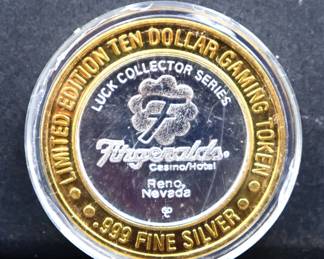 LIMITED EDITION TEN DOLLAR GAMING TOKEN
LUCK COLLECTOR SERIES
F
Fitzgeralds
Casino/Hotel
Reno,
Nevada
.999 FINE SILVER